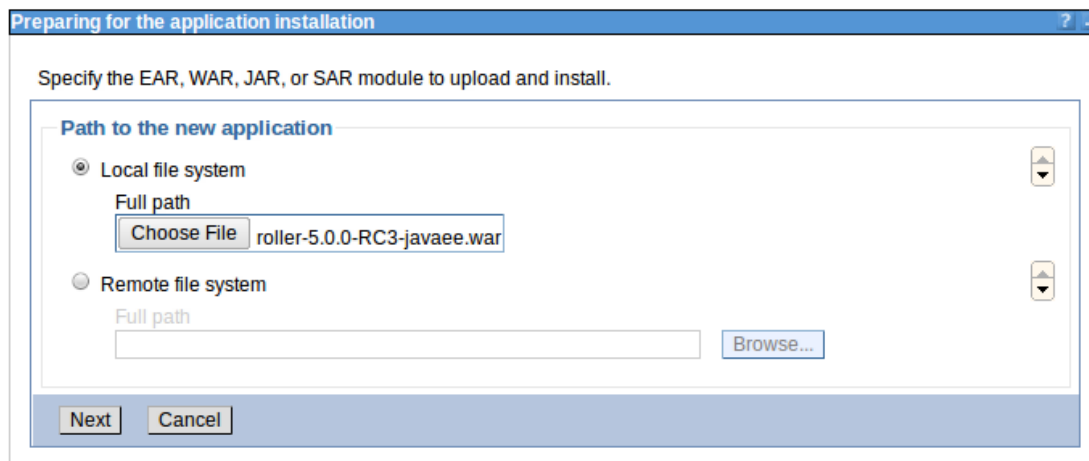 Preparing for the application installation ?
Specify the EAR, WAR, JAR, or SAR module to upload and install.
Path to the new application
Local file system
Full path
Choose File roller-5.0.0-RC3-javaee.war
Remote file system
Full path
Browse...
Next Cancel